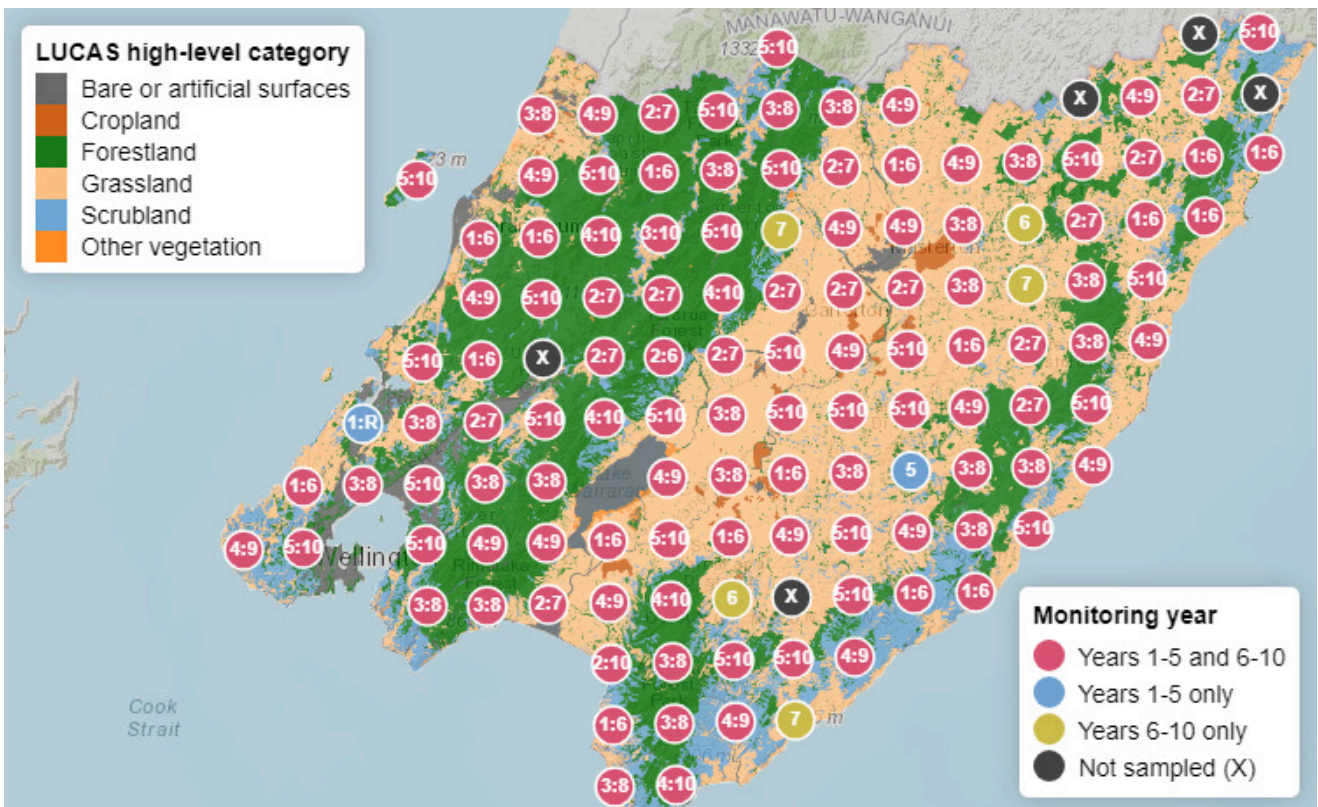 MANAWATU-WANGANUI
LUCAS high-level category
Bare or artificial surfaces
Cropland
Forestland
Grassland
Scrubland
Other vegetation
X 5:10
1332 5:10
X 4:9 2:7 X
3:8 4:9 2:7 5:10 3:8 3:8 4:9
3 m
5:10
4:9 5:10 1:6 3:8 5:10 2:7 1:6 4:9 3:8 5:10 2:7 1:6 1:6
1:6 1:6 4:10 3:10 5:10 7 4:9 4:9 3:8 6 2:7 1:6 1:6
4:9 5:10 2:7 2:7 4:10 2:7 2:7 2:7 3:8 7 3:8 5:10
Forest
5:10 1:6 X 2:7 2:6 2:7 5:10 4:9 5:10 1:6 2:7 3:8 4:9
1:R 3:8 2:7 5:10 4:10 5:10 3:8 5:10 5:10 5:10 4:9 2:7 5:10
1:6 3:8 5:10 3:8 3:8 4:9 3:8 1:6 3:8 5 3:8 3:8 4:9
4:9 5:10 5:10 4:9 4:9 1:6 5:10 1:6 4:9 5:10 4:9 3:8 5:10
Wellington
3:8 3:8 2:7 4:9 4:10 6 X 5:10 1:6 1:6
2:10 3:8 5:10 5:10 4:9
1:6 3:8 4:9 7 m
3:8 4:10
Cook
Strait
Monitoring year
Years 1-5 and 6-10
Years 1-5 only
Years 6-10 only
Not sampled (X)